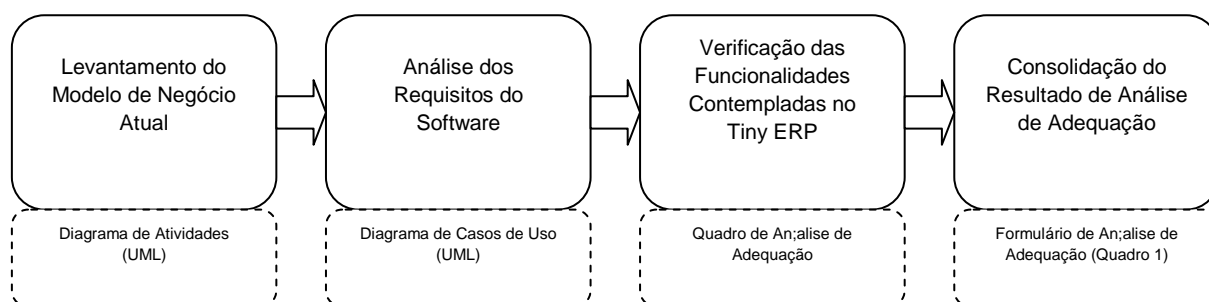 Levantamento do
Modelo de Negócio
Atual
Análise dos
Requisitos do
Software
Verificação das
Funcionalidades
Contempladas no
Tiny ERP
Consolidação do
Resultado de Análise
de Adequação
Diagrama de Atividades
(UML)
Diagrama de Casos de Uso
(UML)
Quadro de An;alise de
Adequação
Formulário de An;alise de
Adequação (Quadro 1)